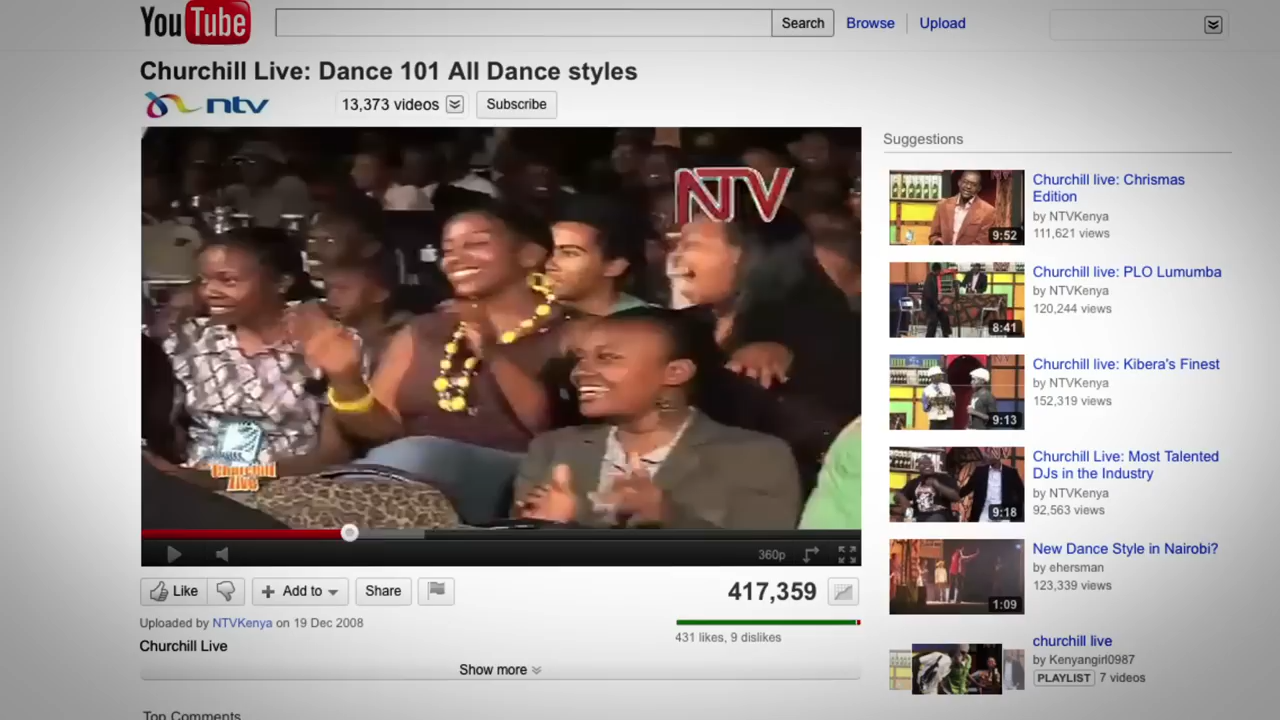 YouTube
Search
Browse
Upload
Churchill Live: Dance 101 All Dance styles
ntv
13,373 videos
Subscribe
NTV
Churchill
Live
360p
Like
Add to
Share
417,359
Uploaded by NTVKenya on 19 Dec 2008
431 likes, 9 dislikes
Churchill Live
Show more
Top Comments
Suggestions
9:52
Churchill live: Chrismas
Edition
by NTVKenya
111,621 views
8:41
Churchill live: PLO Lumumba
by NTVKenya
120,244 views
9:13
Churchill live: Kibera's Finest
by NTVKenya
152,319 views
9:18
Churchill Live: Most Talented
DJs in the Industry
by NTVKenya
92,563 views
1:09
New Dance Style in Nairobi?
by ehersman
123,339 views
churchill live
by Kenyangirl0987
PLAYLIST 7 videos